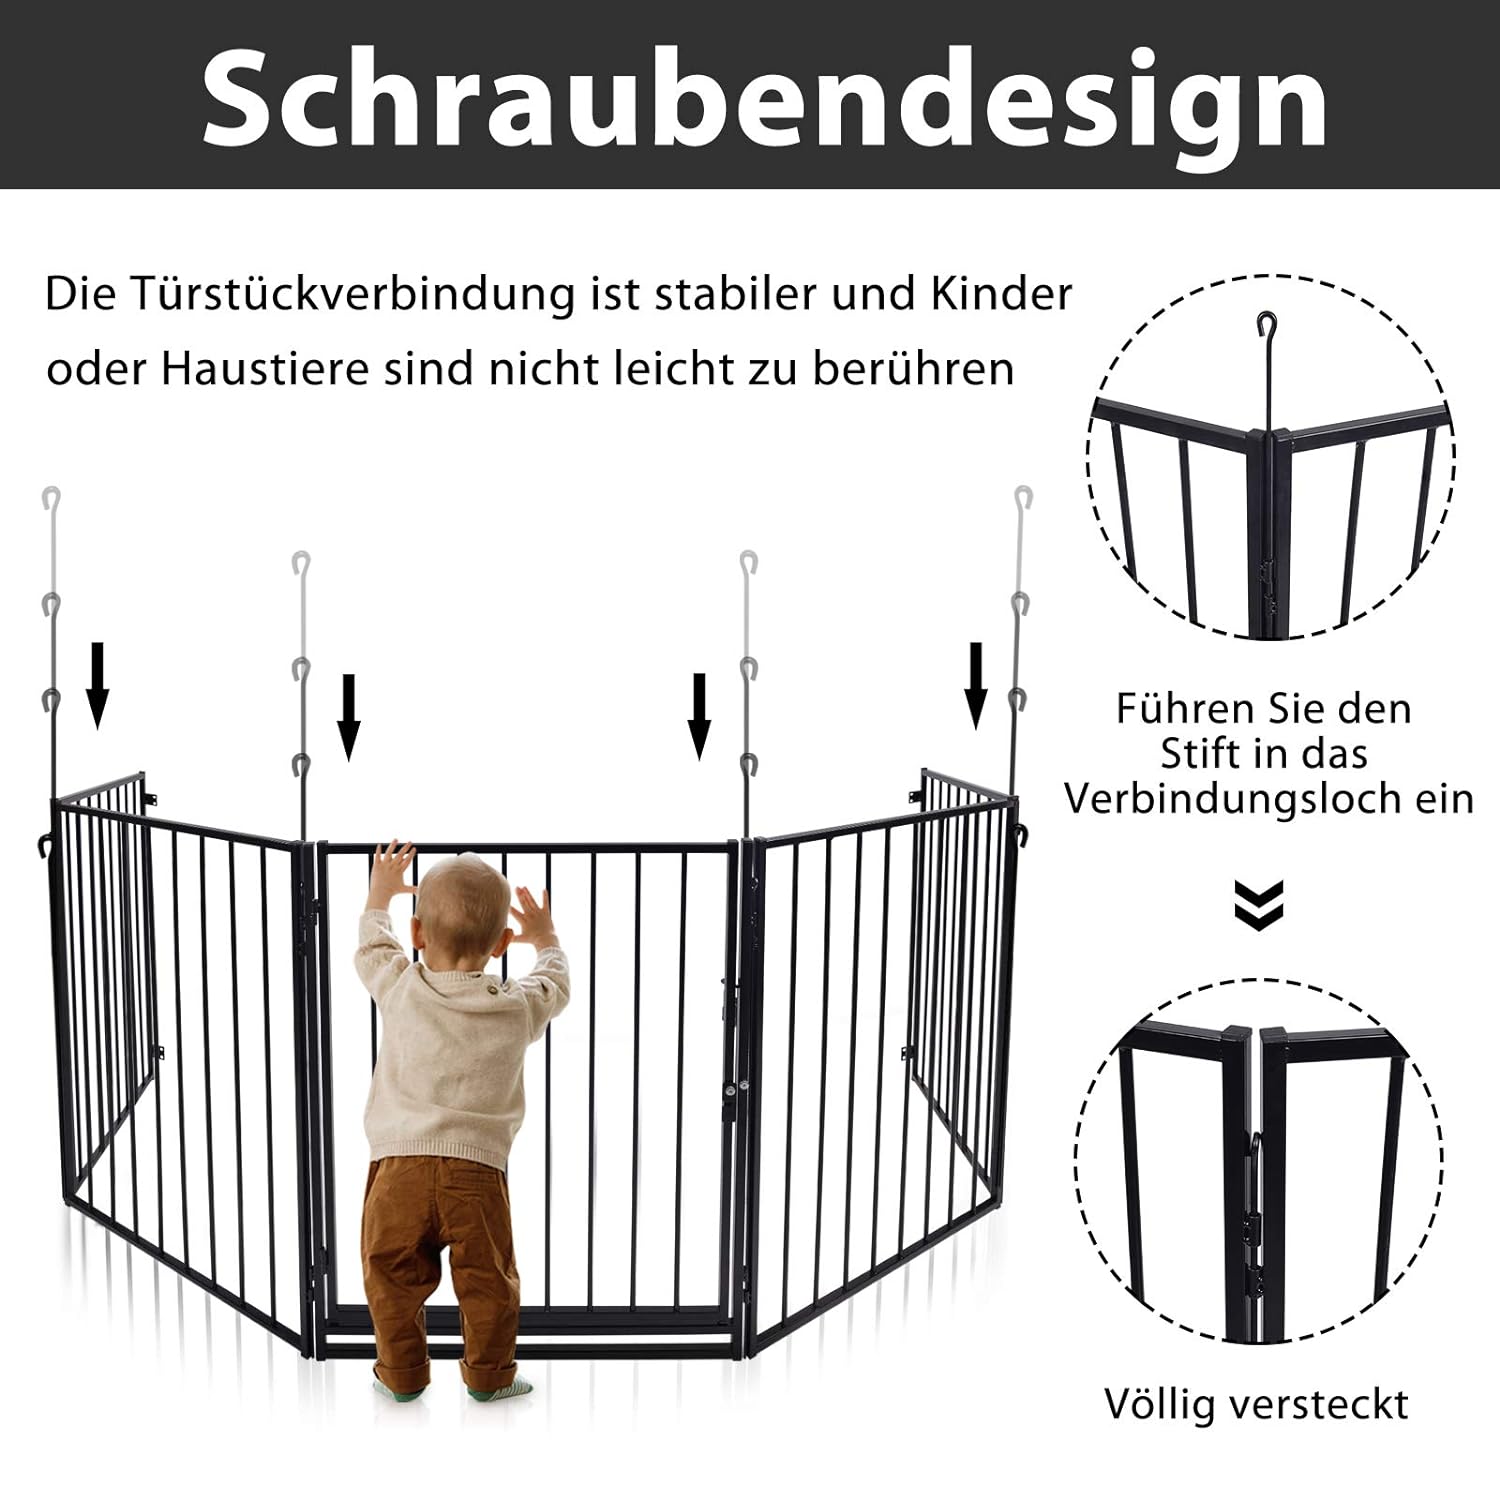 Schraubendesign
Die Türstückverbindung ist stabiler und Kinder
oder Haustiere sind nicht leicht zu berühren
Führen Sie den
Stift in das
Verbindungsloch ein
Völlig versteckt